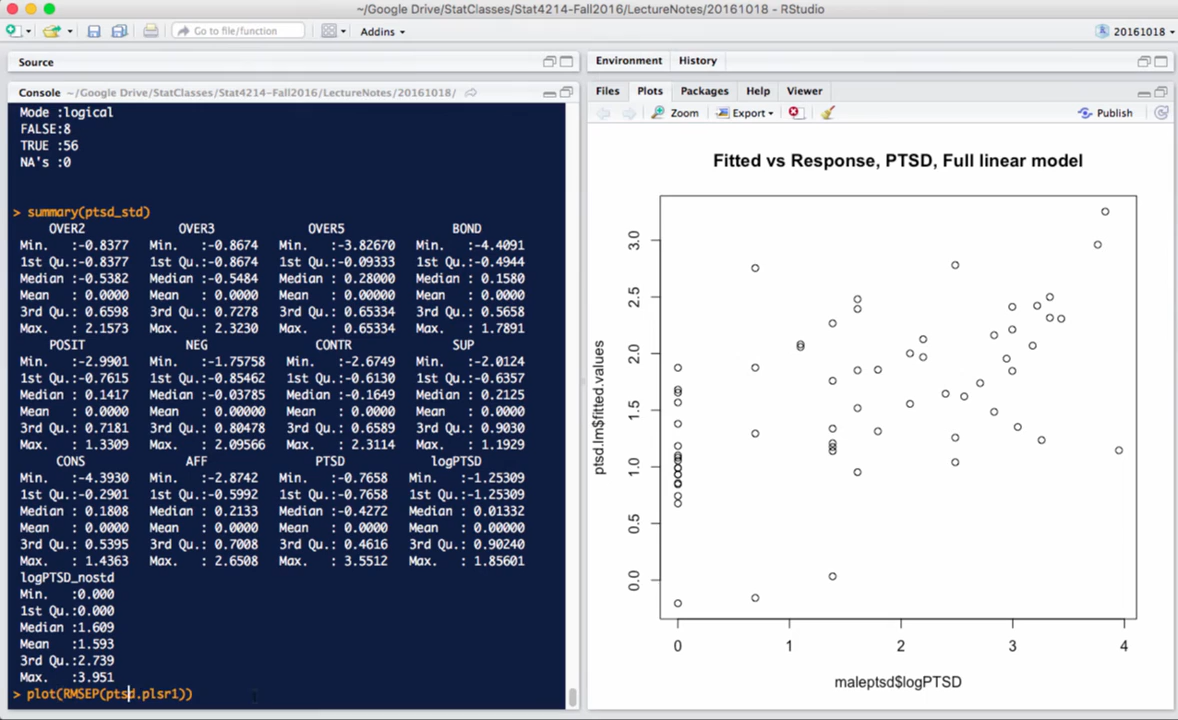 ~/Google Drive/StatClasses/Stat4214-Fall2016/LectureNotes/20161018 - RStudio
Go to file/function Addins 20161018
Source
Console ~/Google Drive/StatClasses/Stat4214-Fall2016/LectureNotes/20161018/
Mode :logical
FALSE:8
TRUE :56
NA's :0
> summary(ptsd_std)
OVER2 OVER3 OVER5 BOND
Min. :-0.8377 Min. :-0.8674 Min. :-3.82670 Min. :-4.4091
1st Qu.:-0.8377 1st Qu.:-0.8674 1st Qu.:-0.09333 1st Qu.:-0.4944
Median :-0.5382 Median :-0.5484 Median : 0.28000 Median : 0.1580
Mean : 0.0000 Mean : 0.0000 Mean : 0.00000 Mean : 0.0000
3rd Qu.: 0.6598 3rd Qu.: 0.7278 3rd Qu.: 0.65334 3rd Qu.: 0.5658
Max. : 2.1573 Max. : 2.3230 Max. : 0.65334 Max. : 1.7891
POSIT NEG CONTR SUP
Min. :-2.9901 Min. :-1.75758 Min. :-2.6749 Min. :-2.0124
1st Qu.:-0.7615 1st Qu.:-0.85462 1st Qu.:-0.6130 1st Qu.:-0.6357
Median : 0.1417 Median :-0.03785 Median :-0.1649 Median : 0.2125
Mean : 0.0000 Mean : 0.00000 Mean : 0.0000 Mean : 0.0000
3rd Qu.: 0.7181 3rd Qu.: 0.80478 3rd Qu.: 0.6589 3rd Qu.: 0.9030
Max. : 1.3309 Max. : 2.09566 Max. : 2.3114 Max. : 1.1929
CONS AFF PTSD logPTSD
Min. :-4.3930 Min. :-2.8742 Min. :-0.7658 Min. :-1.25309
1st Qu.:-0.2901 1st Qu.:-0.5992 1st Qu.:-0.7658 1st Qu.:-1.25309
Median : 0.1808 Median : 0.2133 Median :-0.4272 Median : 0.01332
Mean : 0.0000 Mean : 0.0000 Mean : 0.0000 Mean : 0.00000
3rd Qu.: 0.5395 3rd Qu.: 0.7008 3rd Qu.: 0.4616 3rd Qu.: 0.90240
Max. : 1.4363 Max. : 2.6508 Max. : 3.5512 Max. : 1.85601
logPTSD_nostd
Min. :0.000
1st Qu.:0.000
Median :1.609
Mean :1.593
3rd Qu.:2.739
Max. :3.951
> plot(RMSEP(ptsd.plsr1))
Environment History
Files Plots Packages Help Viewer
Zoom Export Publish
Fitted vs Response, PTSD, Full linear model
ptsd.lm$fitted.values
3.0
2.5
2.0
1.5
1.0
0.5
0.0
0 1 2 3 4
maleptsd$logPTSD